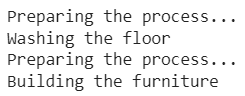 Preparing the process...
Washing the floor
Preparing the process...
Building the furniture